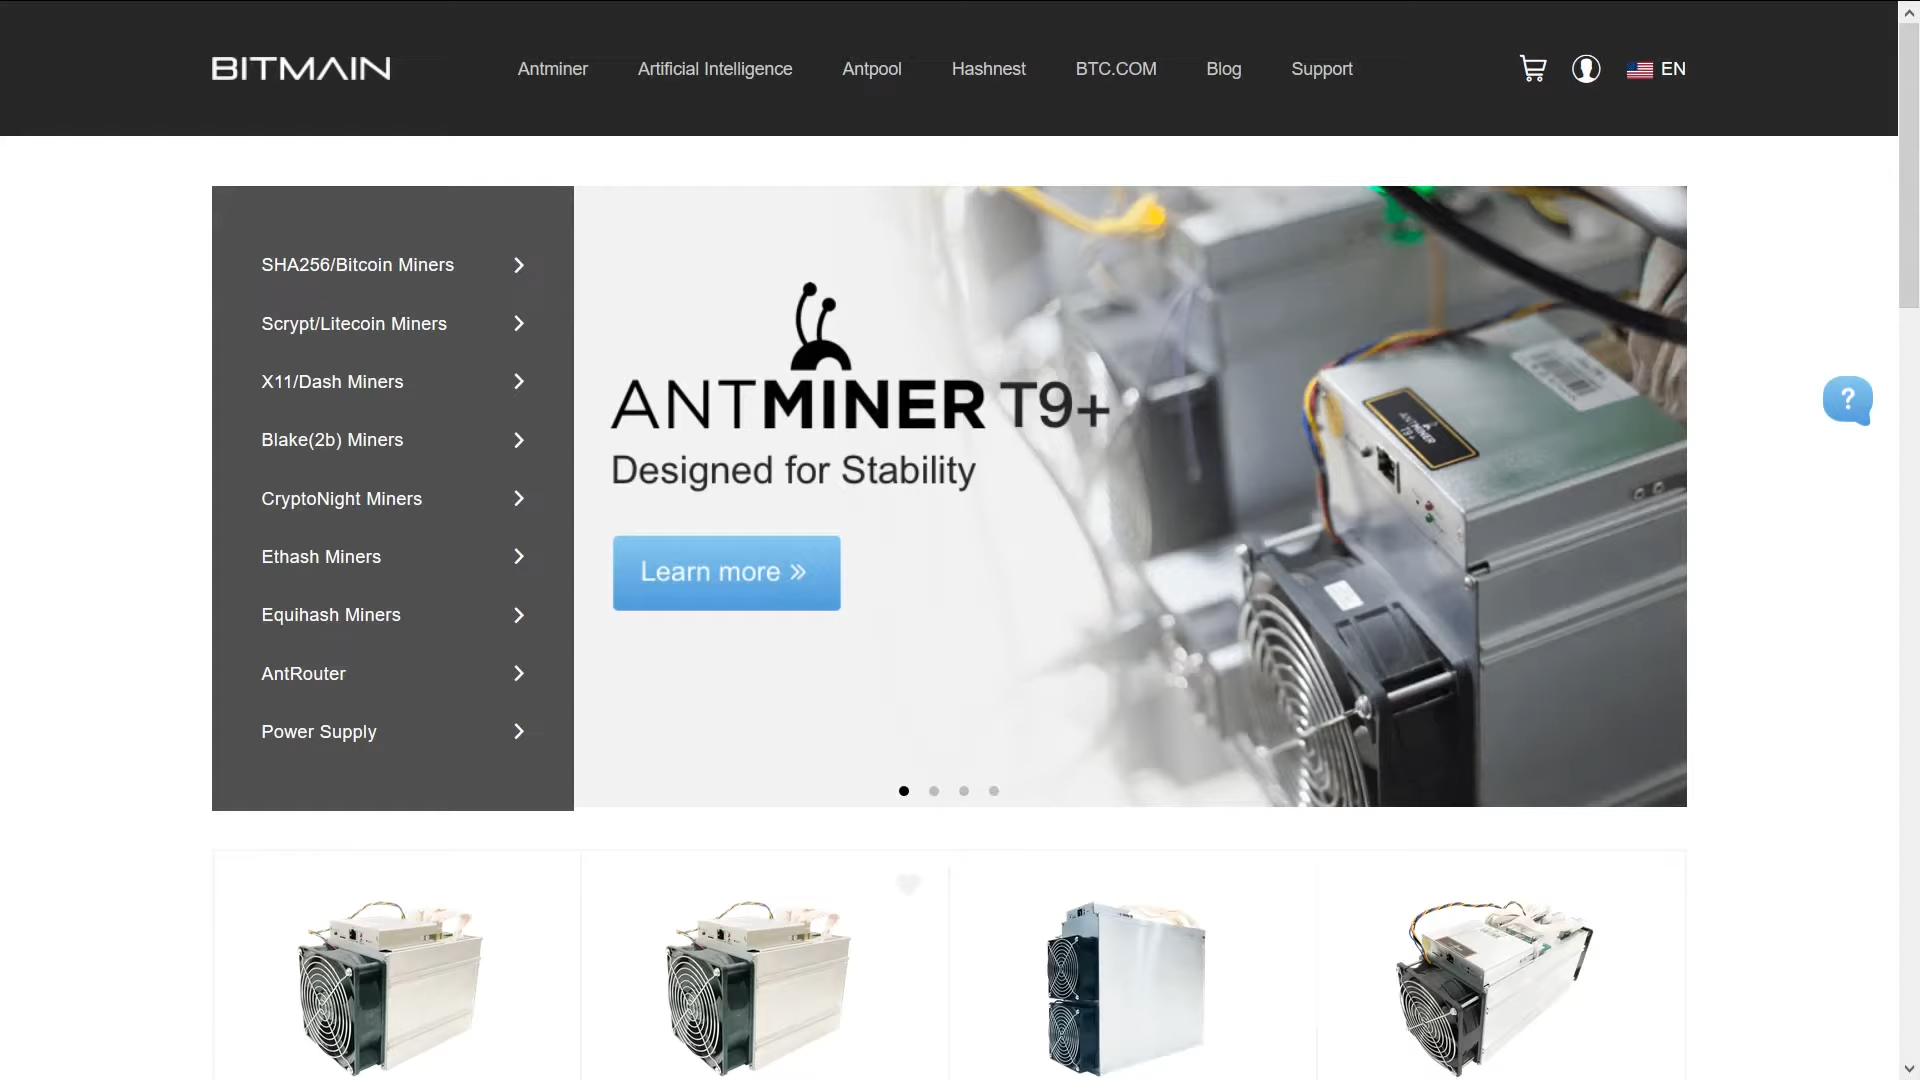 BITMAIN
Antminer
Artificial Intelligence
Antpool
Hashnest
BTC.COM
Blog
Support
EN
SHA256/Bitcoin Miners
Scrypt/Litecoin Miners
X11/Dash Miners
Blake(2b) Miners
CryptoNight Miners
Ethash Miners
Equihash Miners
AntRouter
Power Supply
ANTMINER T9+
Designed for Stability
Learn more »
ANTMINER
T9+
?